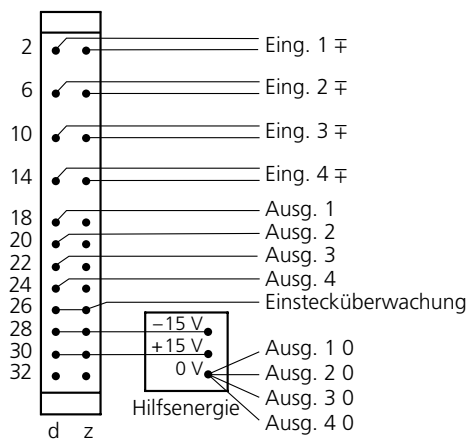 2 Eing. 1 ∓
6 Eing. 2 ∓
10 Eing. 3 ∓
14 Eing. 4 ∓
18 Ausg. 1
20 Ausg. 2
22 Ausg. 3
24 Ausg. 4
26 Einstecküberwachung
28 −15 V
30 +15 V
32 0 V
Ausg. 1 0
Ausg. 2 0
Ausg. 3 0
Ausg. 4 0
Hilfsenergie
d z